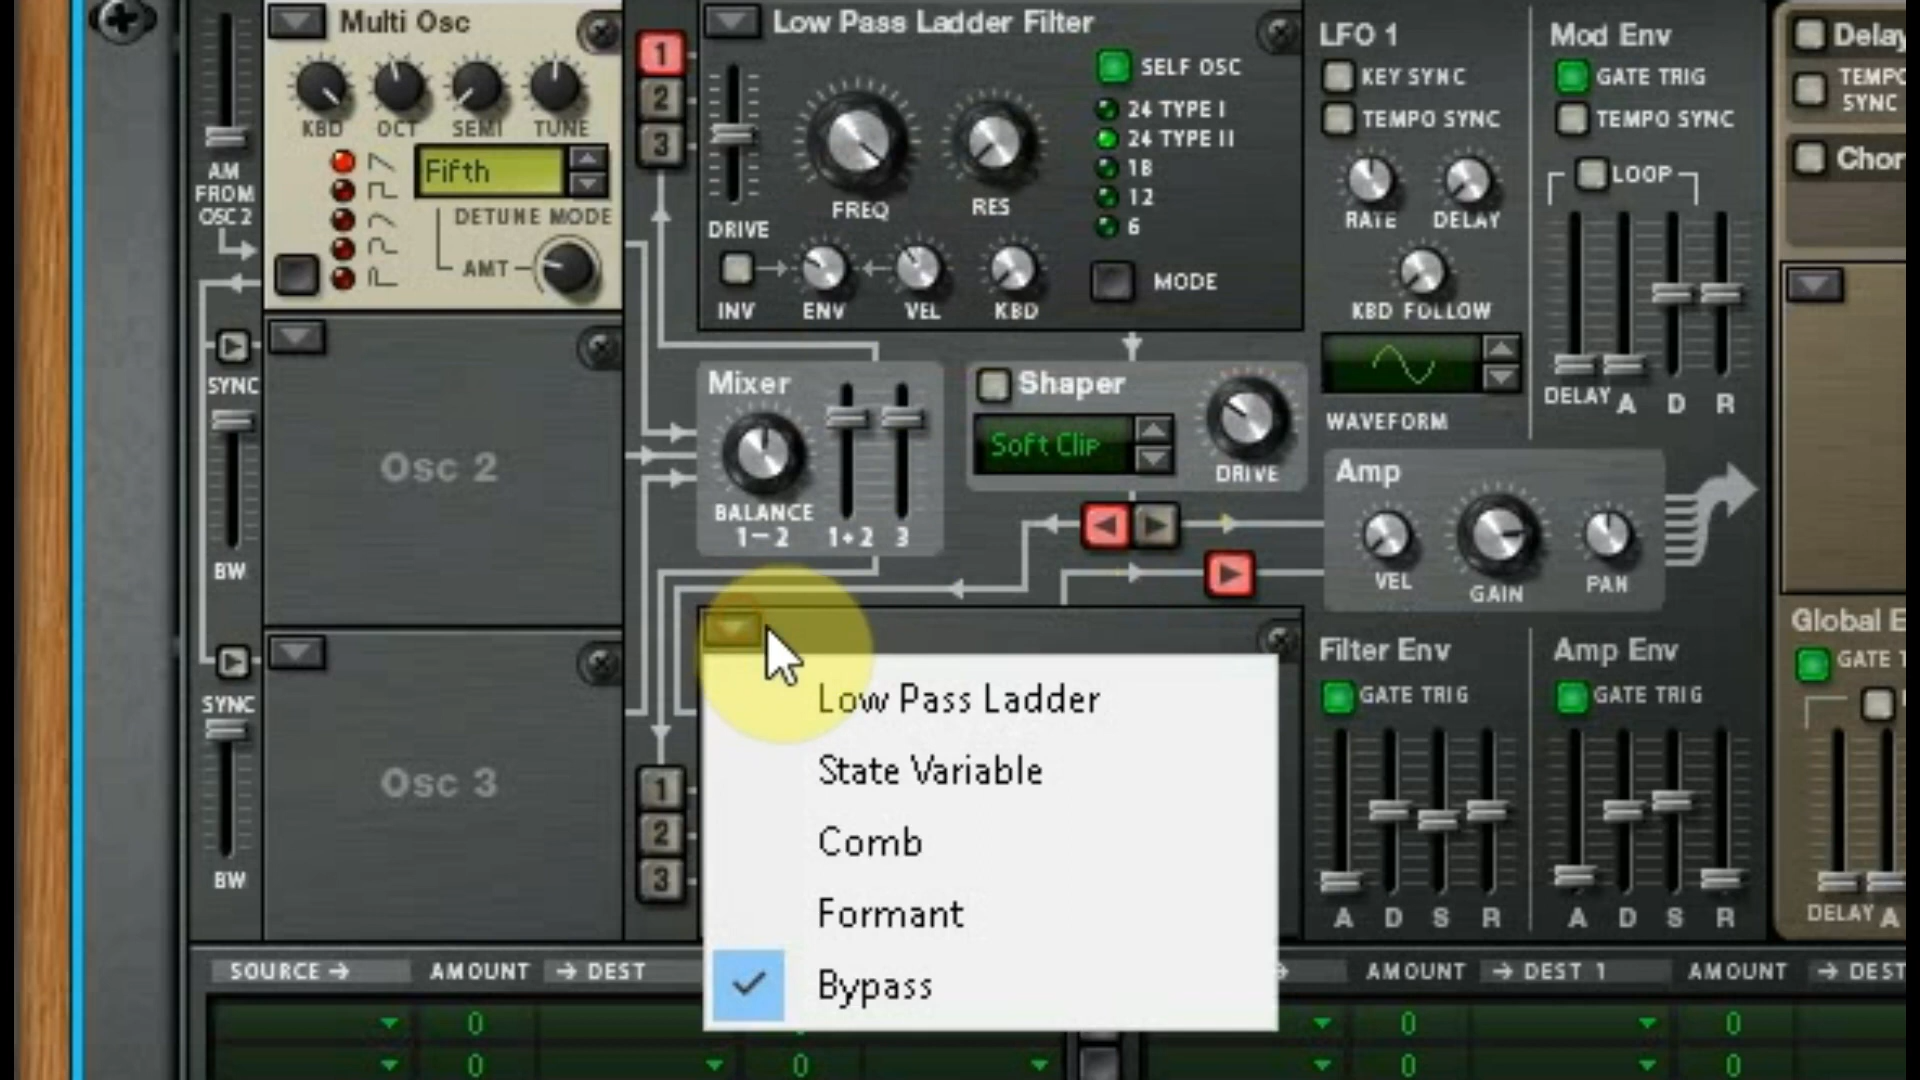 Multi Osc
KBD OCT SEMI TUNE
Fifth
DETUNE MODE
AMT
AM
FROM
OSC 2
SYNC
BW
SYNC
BW
Osc 2
Osc 3
1
2
3
Low Pass Ladder Filter
DRIVE
FREQ
RES
SELF OSC
24 TYPE I
24 TYPE II
18
12
6
INV ENV VEL KBD
MODE
Mixer
BALANCE
1-2 1+2 3
Shaper
Soft Clip
DRIVE
LFO 1
KEY SYNC
TEMPO SYNC
RATE DELAY
KBD FOLLOW
WAVEFORM
Mod Env
GATE TRIG
TEMPO SYNC
LOOP
DELAY A D R
Amp
VEL GAIN PAN
Filter Env
GATE TRIG
A D S R
Amp Env
GATE TRIG
A D S R
Delay
TEMPO
SYNC
Chor
Global E
GATE T
DELAY A
1
2
3
Low Pass Ladder
State Variable
Comb
Formant
Bypass
SOURCE → AMOUNT → DEST AMOUNT → DEST 1 AMOUNT → DEST
0 0 0
0 0 0 0